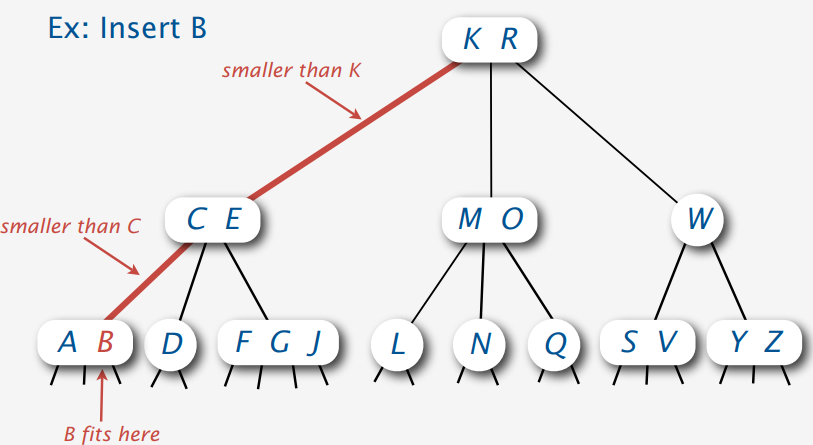 Ex: Insert B
K R
smaller than K
smaller than C
C E
M O
W
A B
D
F G J
L
N
Q
S V
Y Z
B fits here